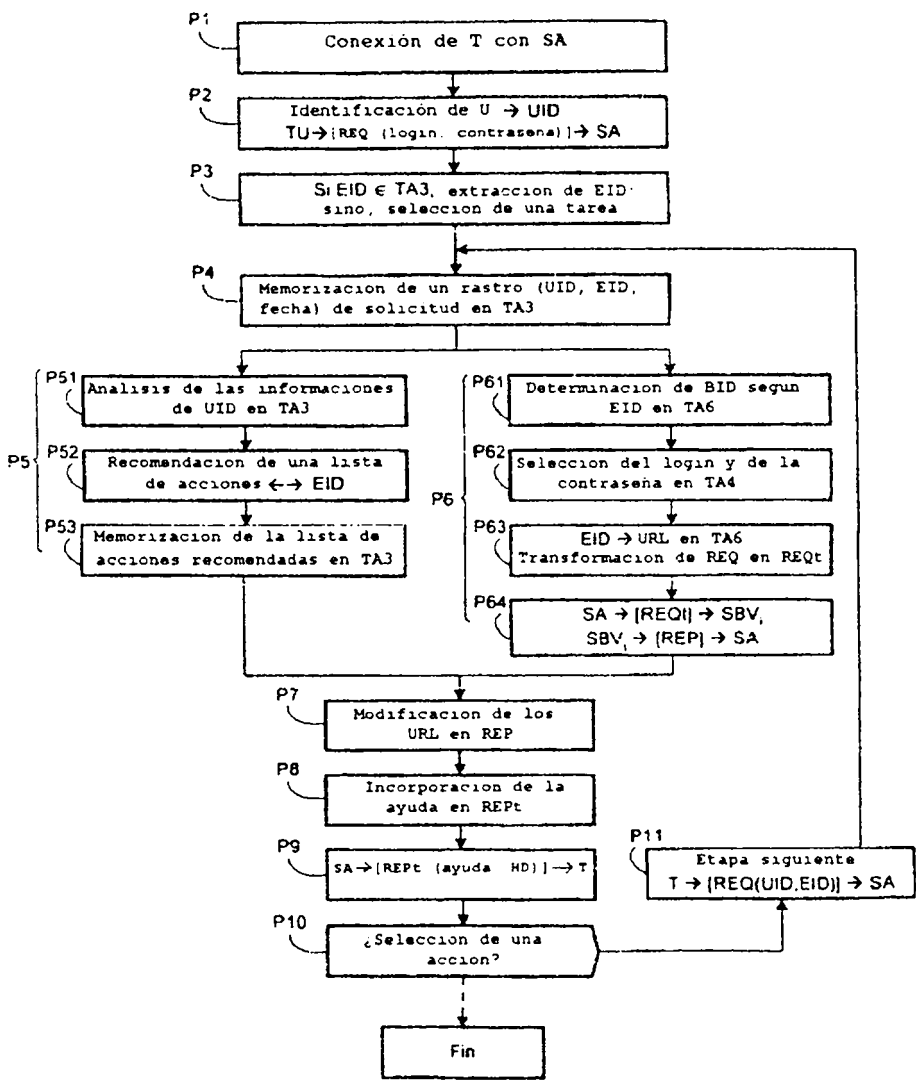 P1
Conexión de T con SA
P2
Identificación de U → UID
TU→[REQ (login. contraseña)]→ SA
P3
Si EID ∈ TA3, extraccion de EID·
sino, seleccion de una tarea
P4
Memorización de un rastro (UID, EID,
fecha) de solicitud en TA3
P5
P51
Analisis de las informaciones
de UID en TA3
P52
Recomendacion de una lista
de acciones ←→ EID
P53
Memorización de la lista de
acciones recomendadas en TA3
P6
P61
Determinacion de BID segun
EID en TA6
P62
Seleccion del login y de la
contraseña en TA4
P63
EID → URL en TA6
Transformacion de REQ en REQt
P64
SA → [REQt] → SBVi
SBVi → [REP] → SA
P7
Modificacion de los
URL en REP
P8
Incorporacion de la
ayuda en REPt
P9
SA→[REPt (ayuda HD)]→T
P10
¿Seleccion de una
accion?
P11
Etapa siguiente
T → [REQ(UID,EID)] → SA
Fin